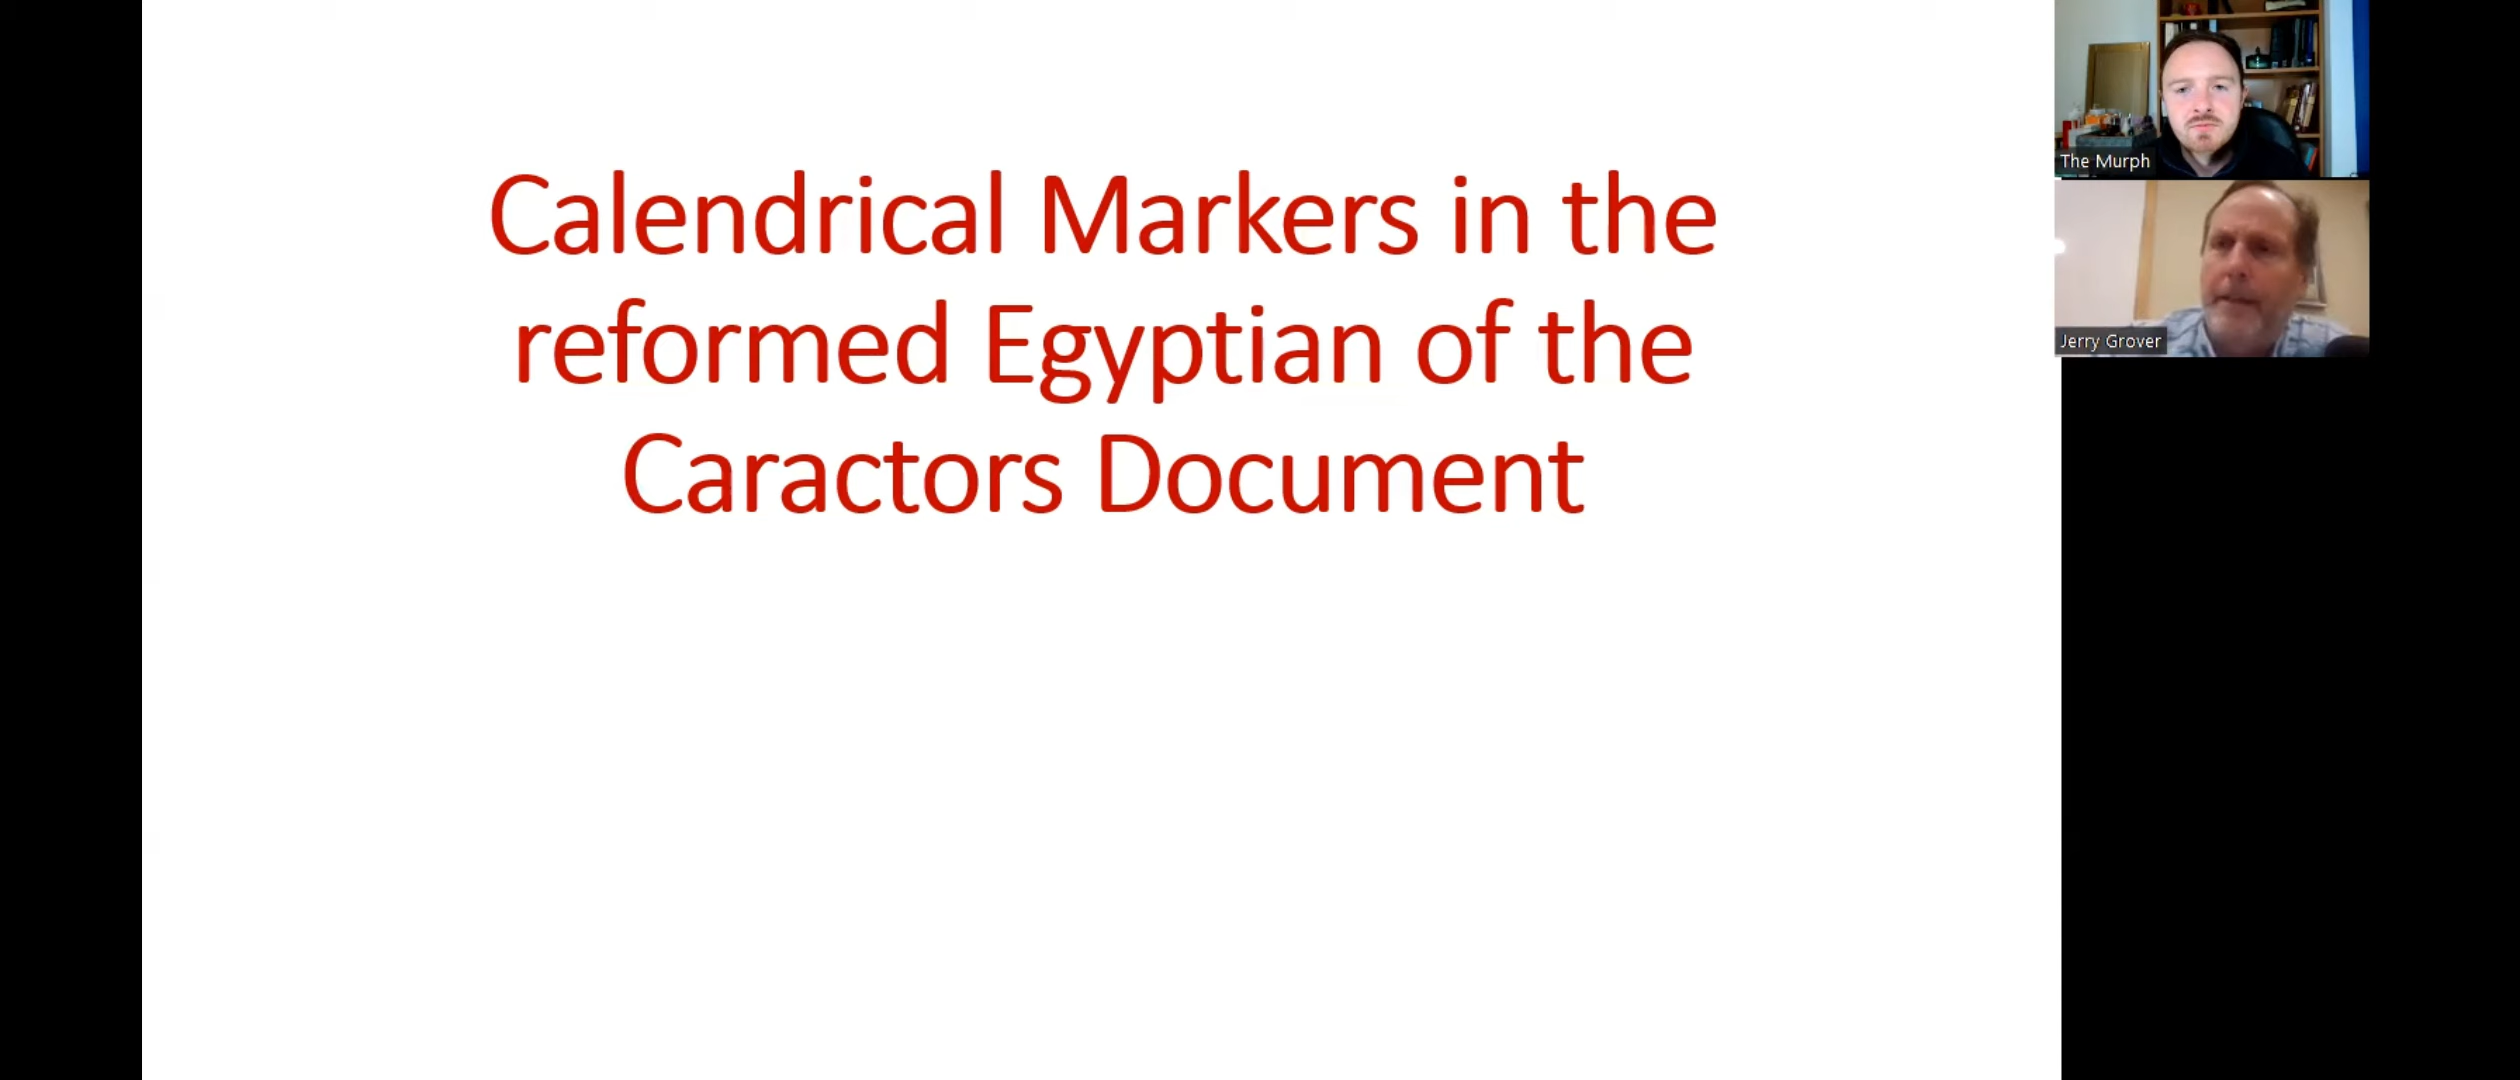 Calendrical Markers in the
reformed Egyptian of the
Caractors Document
The Murph
Jerry Grover